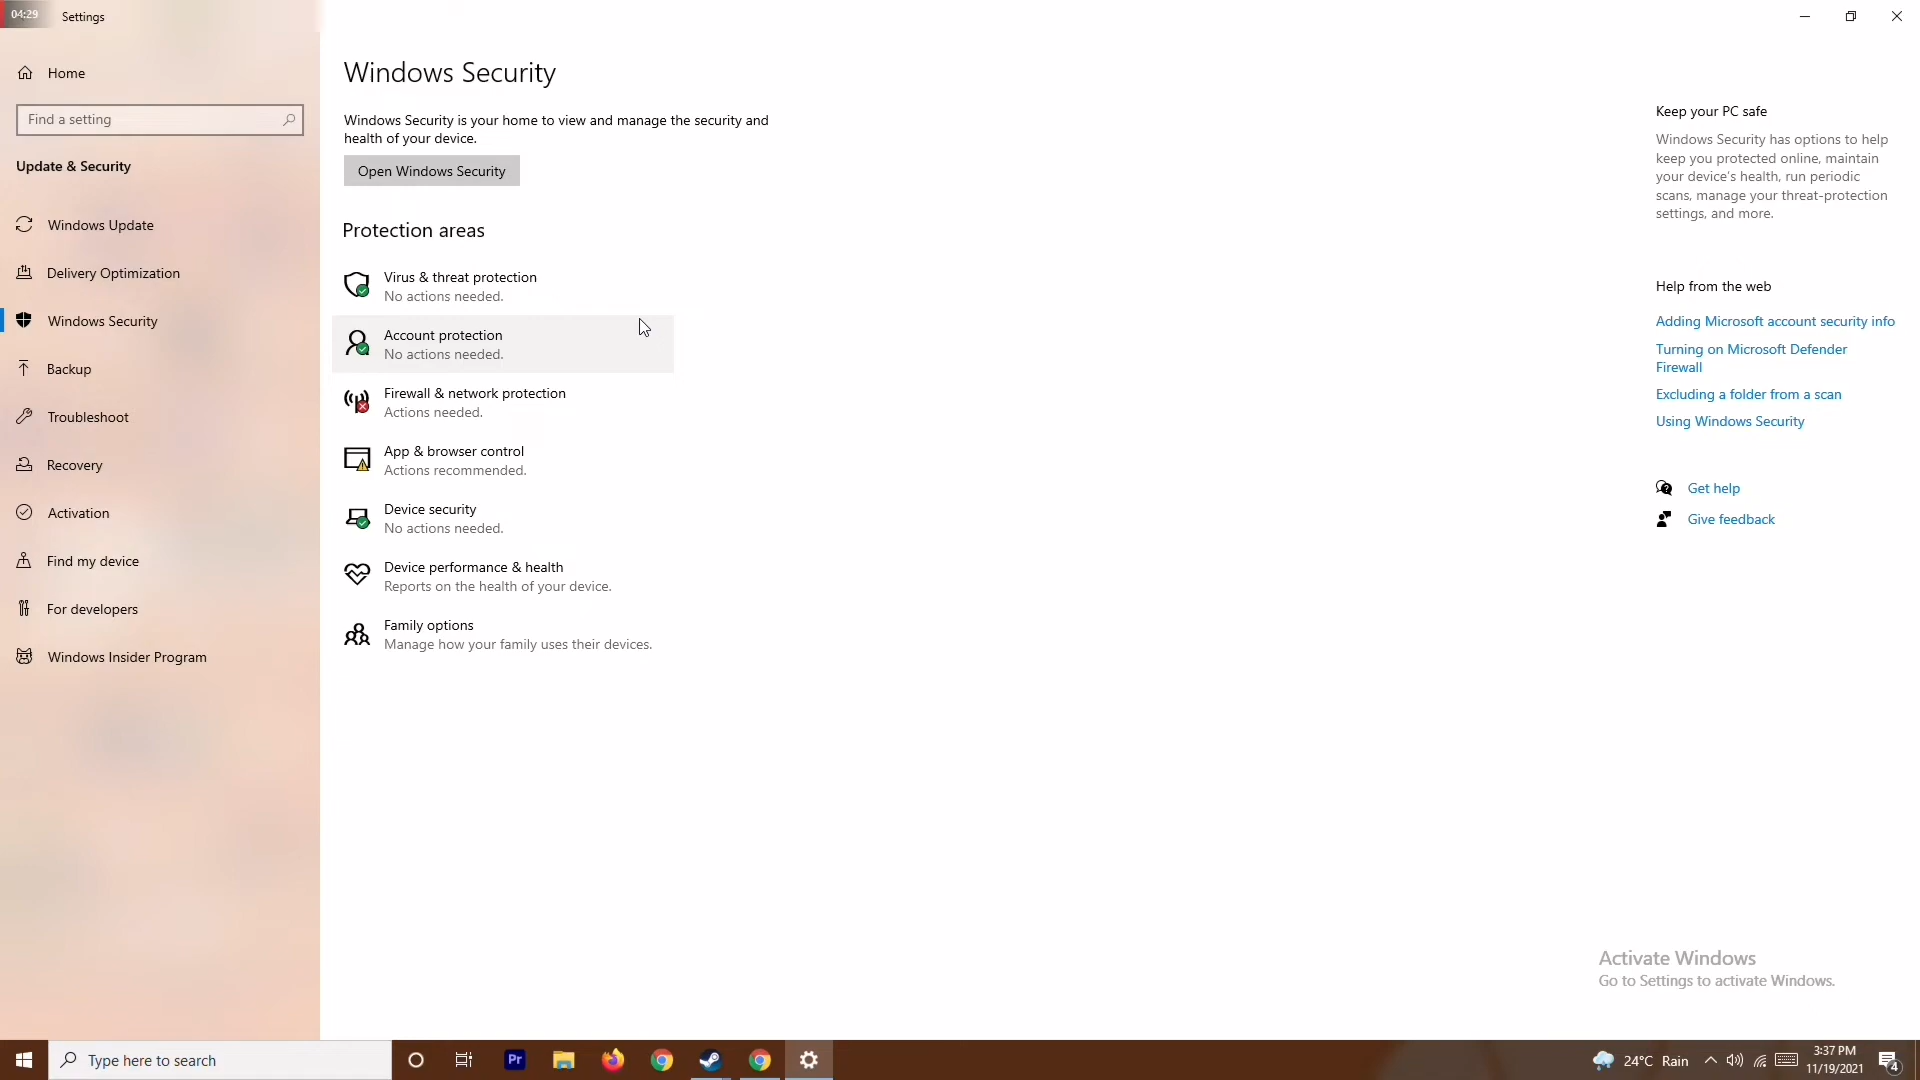 04:29
Settings
Home
Find a setting
Update & Security
Windows Update
Delivery Optimization
Windows Security
Backup
Troubleshoot
Recovery
Activation
Find my device
For developers
Windows Insider Program
Windows Security
Windows Security is your home to view and manage the security and
health of your device.
Open Windows Security
Protection areas
Virus & threat protection
No actions needed.
Account protection
No actions needed.
Firewall & network protection
Actions needed.
App & browser control
Actions recommended.
Device security
No actions needed.
Device performance & health
Reports on the health of your device.
Family options
Manage how your family uses their devices.
Keep your PC safe
Windows Security has options to help
keep you protected online, maintain
your device's health, run periodic
scans, manage your threat-protection
settings, and more.
Help from the web
Adding Microsoft account security info
Turning on Microsoft Defender
Firewall
Excluding a folder from a scan
Using Windows Security
Get help
Give feedback
Activate Windows
Go to Settings to activate Windows.
Type here to search
Pr
24°C Rain
3:37 PM
11/19/2021
4